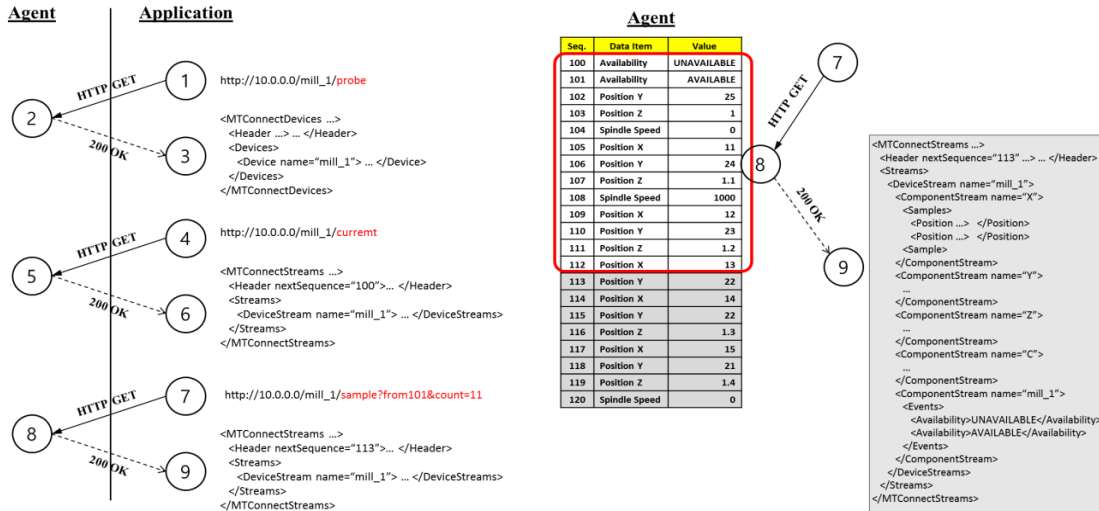 Agent
Application
1
HTTP GET
http://10.0.0.0/mill_1/probe
2
200 OK
3
<MTConnectDevices ...>
<Header ...> ... </Header>
<Devices>
<Device name="mill_1"> ... </Device>
</Devices>
</MTConnectDevices>
4
HTTP GET
http://10.0.0.0/mill_1/curremt
5
200 OK
6
<MTConnectStreams ...>
<Header nextSequence="100">... </Header>
<Streams>
<DeviceStream name="mill_1"> ... </DeviceStreams>
</Streams>
</MTConnectStreams>
7
HTTP GET
http://10.0.0.0/mill_1/sample?from101&count=11
8
200 OK
9
<MTConnectStreams ...>
<Header nextSequence="113">... </Header>
<Streams>
<DeviceStream name="mill_1"> ... </DeviceStreams>
</Streams>
</MTConnectStreams>
Agent
Seq. Data Item Value
100 Availability UNAVAILABLE
101 Availability AVAILABLE
102 Position Y 25
103 Position Z 1
104 Spindle Speed 0
105 Position X 11
106 Position Y 24
107 Position Z 1.1
108 Spindle Speed 1000
109 Position X 12
110 Position Y 23
111 Position Z 1.2
112 Position X 13
113 Position Y 22
114 Position X 14
115 Position Y 22
116 Position Z 1.3
117 Position X 15
118 Position Y 21
119 Position Z 1.4
120 Spindle Speed 0
7
HTTP GET
8
200 OK
9
<MTConnectStreams ...>
<Header nextSequence="113" ...> ... </Header>
<Streams>
<DeviceStream name="mill_1">
<ComponentStream name="X">
<Samples>
<Position ...> </Position>
<Position ...> </Position>
<Sample>
</ComponentStream>
<ComponentStream name="Y">
...
</ComponentStream>
<ComponentStream name="Z">
...
</ComponentStream>
<ComponentStream name="C">
...
</ComponentStream>
<ComponentStream name="mill_1">
<Events>
<Availability>UNAVAILABLE</Availability>
<Availability>AVAILABLE</Availability>
</Events>
</ComponentStream>
</DeviceStreams>
</Streams>
</MTConnectStreams>